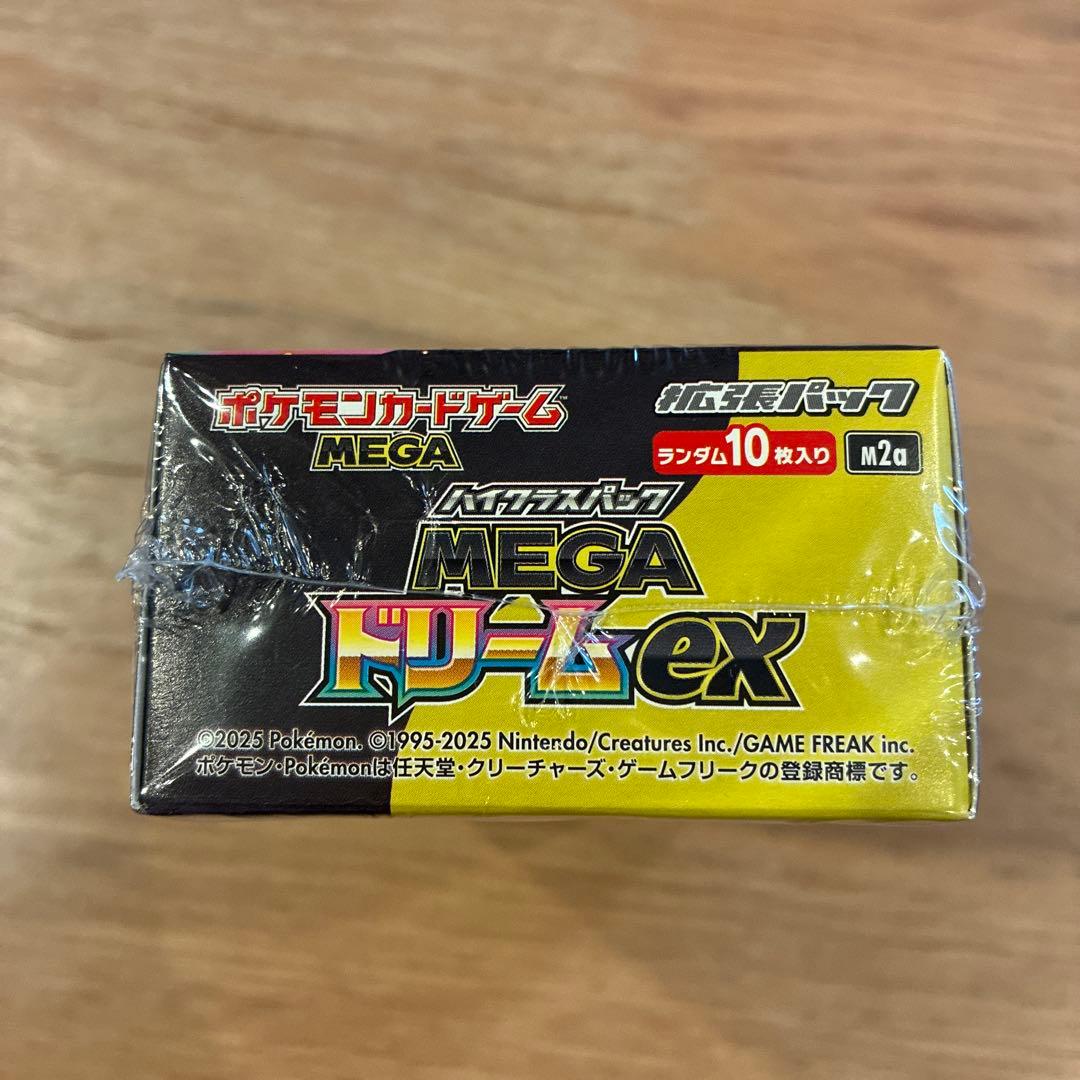 ポケモンカードゲーム™
MEGA
拡張パック
ランダム10枚入り
M2a
ハイクラスパック
MEGA
ドリームex
©2025 Pokémon. ©1995-2025 Nintendo/Creatures Inc./GAME FREAK inc.
ポケモン・Pokémonは任天堂・クリーチャーズ・ゲームフリークの登録商標です。